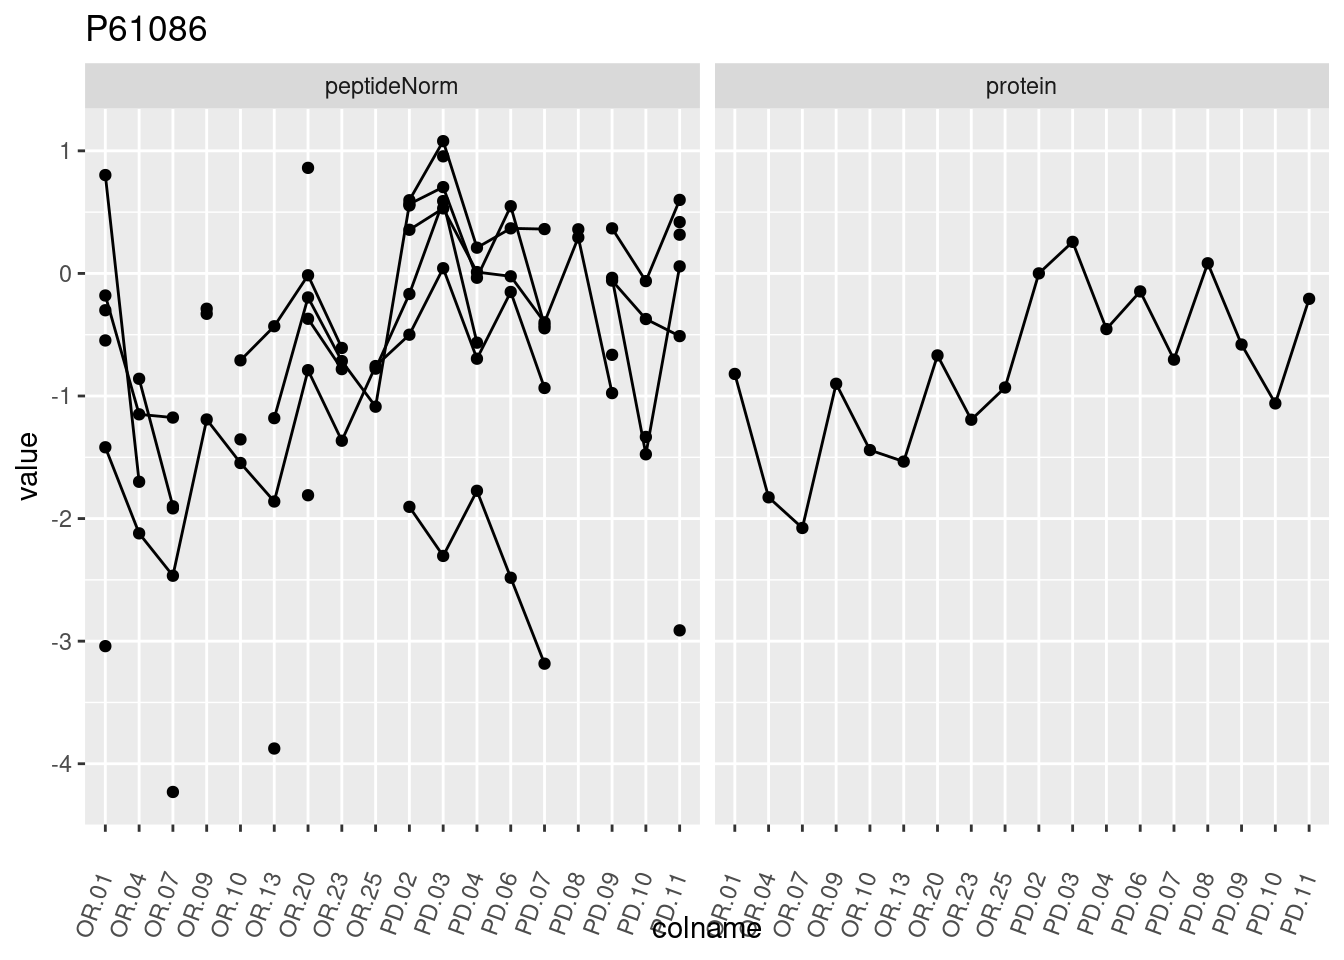 P61086
peptideNorm
protein
1
0
-1
-2
-3
-4
value
OR.01
OR.04
OR.07
OR.09
OR.10
OR.13
OR.20
OR.23
OR.25
PD.02
PD.03
PD.04
PD.06
PD.07
PD.08
PD.09
PD.10
PD.11
OR.01
OR.04
OR.07
OR.09
OR.10
OR.13
OR.20
OR.23
OR.25
PD.02
PD.03
PD.04
PD.06
PD.07
PD.08
PD.09
PD.10
PD.11
colname